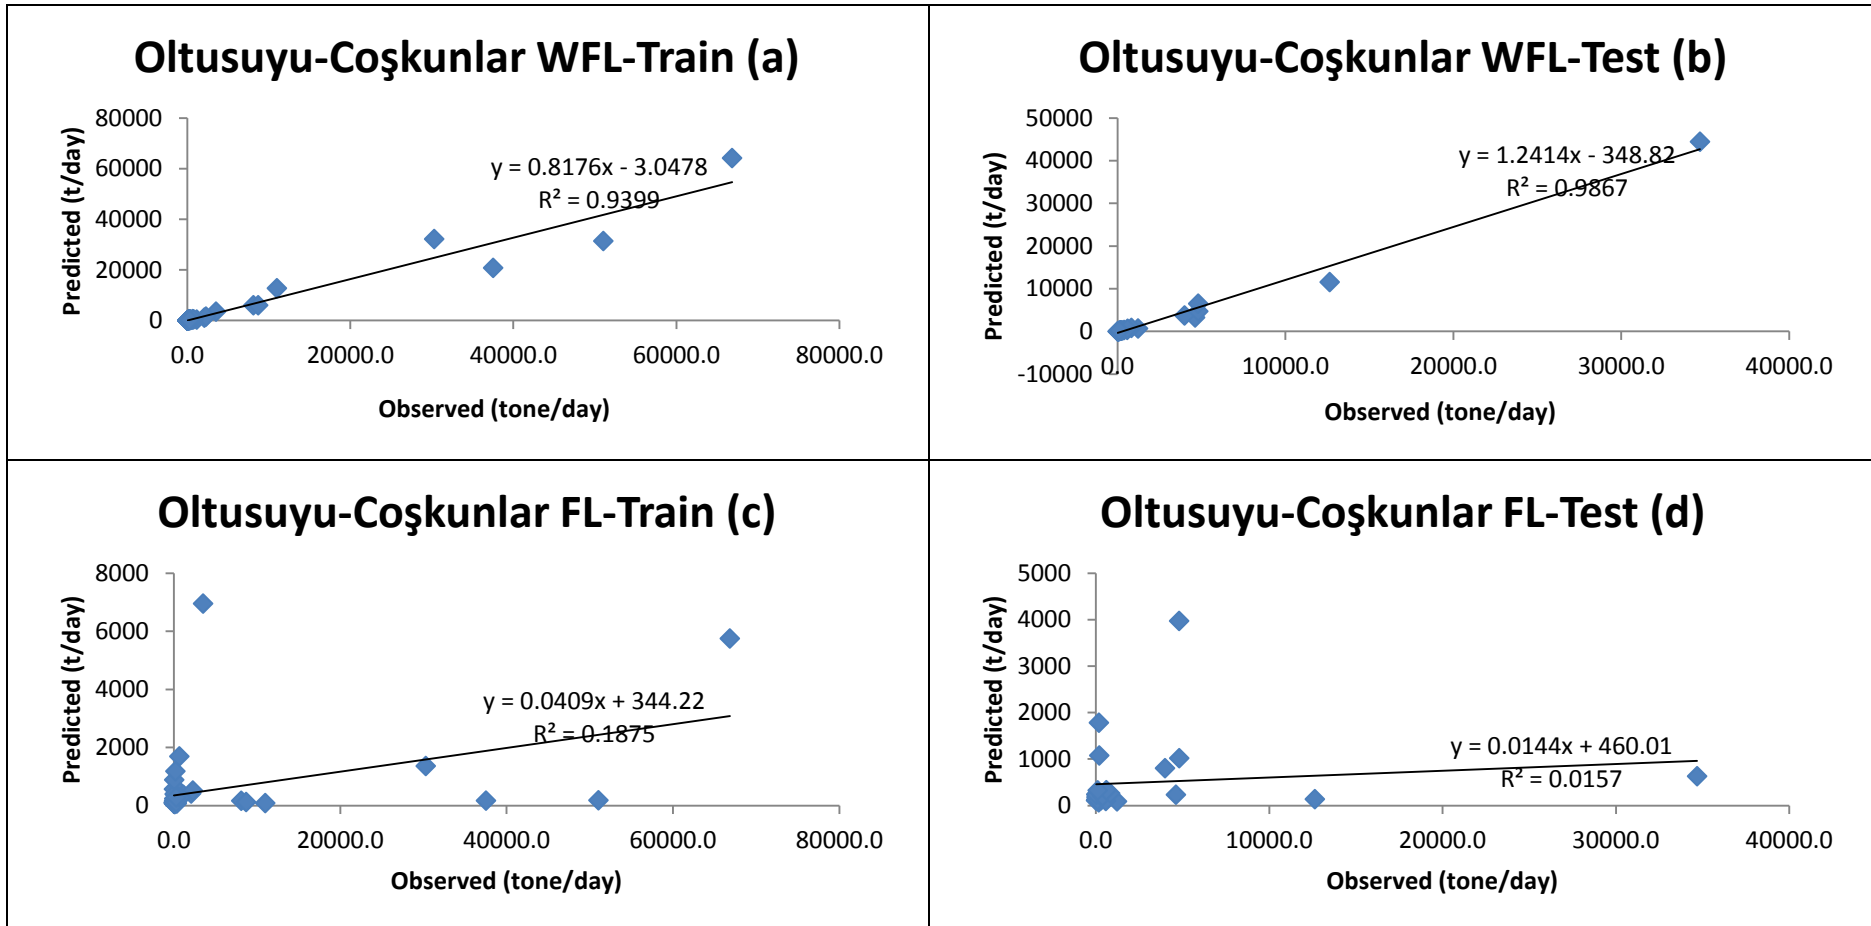 Oltusuyu-Coşkunlar WFL-Train (a)
80000
60000
40000
20000
0
Predicted (t/day)
y = 0.8176x - 3.0478
R² = 0.9399
0.0 20000.0 40000.0 60000.0 80000.0
Observed (tone/day)
Oltusuyu-Coşkunlar WFL-Test (b)
50000
40000
30000
20000
10000
0
-10000
Predicted (t/day)
y = 1.2414x - 348.82
R² = 0.9867
0.0 10000.0 20000.0 30000.0 40000.0
Observed (tone/day)
Oltusuyu-Coşkunlar FL-Train (c)
8000
6000
4000
2000
0
Predicted (t/day)
y = 0.0409x + 344.22
R² = 0.1875
0.0 20000.0 40000.0 60000.0 80000.0
Observed (tone/day)
Oltusuyu-Coşkunlar FL-Test (d)
5000
4000
3000
2000
1000
0
Predicted (t/day)
y = 0.0144x + 460.01
R² = 0.0157
0.0 10000.0 20000.0 30000.0 40000.0
Observed (tone/day)